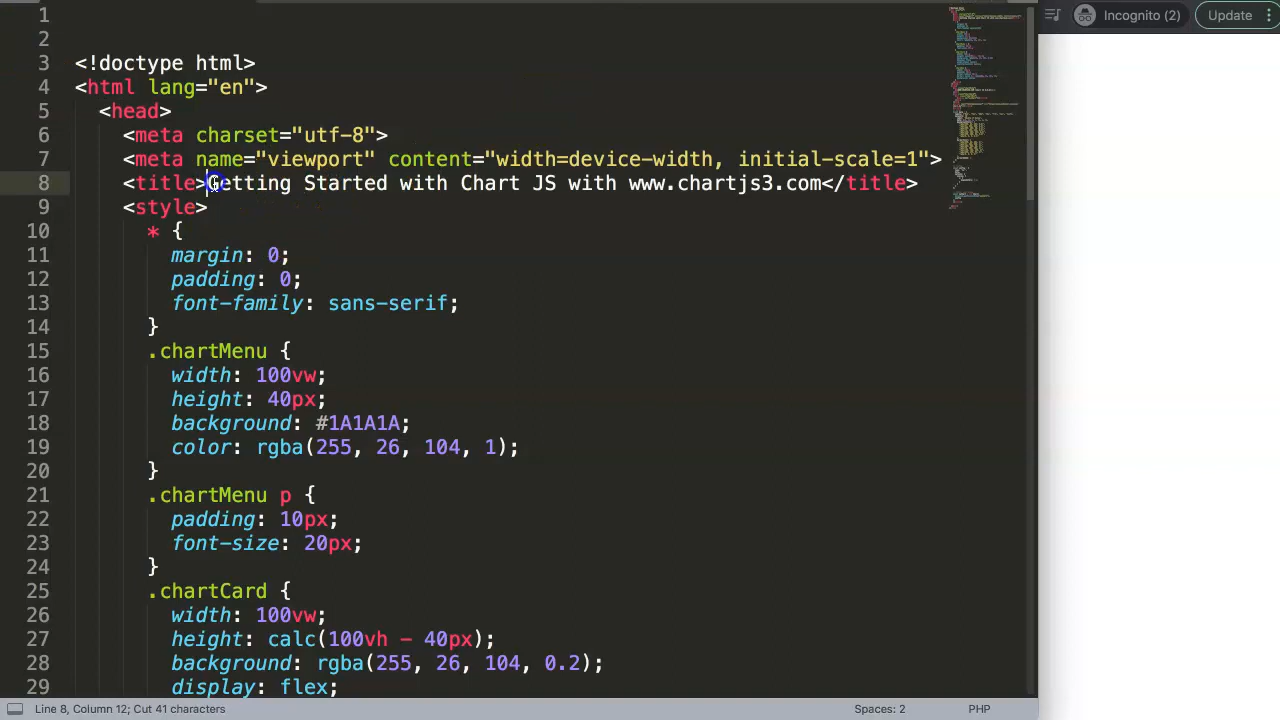 Incognito (2)
Update
1
2
3 <!doctype html>
4 <html lang="en">
5 <head>
6 <meta charset="utf-8">
7 <meta name="viewport" content="width=device-width, initial-scale=1">
8 <title>Getting Started with Chart JS with www.chartjs3.com</title>
9 <style>
10 * {
11 margin: 0;
12 padding: 0;
13 font-family: sans-serif;
14 }
15 .chartMenu {
16 width: 100vw;
17 height: 40px;
18 background: #1A1A1A;
19 color: rgba(255, 26, 104, 1);
20 }
21 .chartMenu p {
22 padding: 10px;
23 font-size: 20px;
24 }
25 .chartCard {
26 width: 100vw;
27 height: calc(100vh - 40px);
28 background: rgba(255, 26, 104, 0.2);
29 display: flex;
Line 8, Column 12; Cut 41 characters
Spaces: 2
PHP